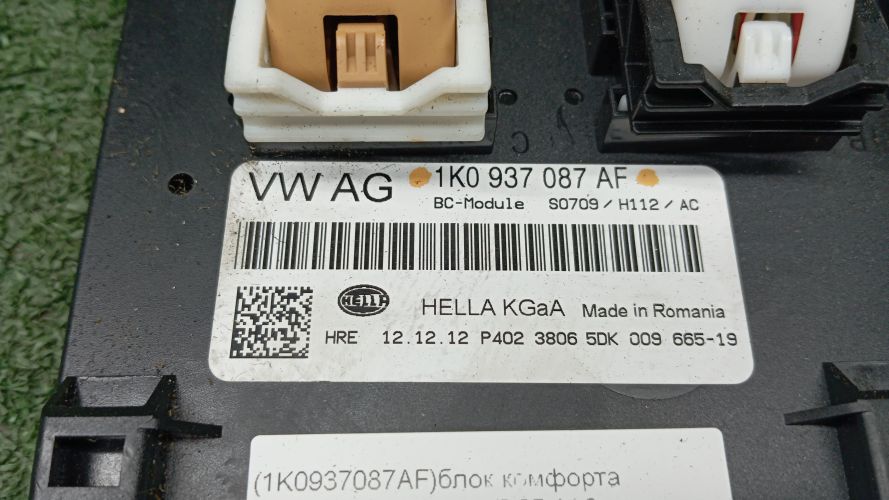 VW AG 1K0 937 087 AF
BC-Module S0709 / H112 / AC
HELLA HELLA KGaA Made in Romania
HRE 12.12.12 P402 3806 5DK 009 665-19
(1K0937087AF)блок комфорта